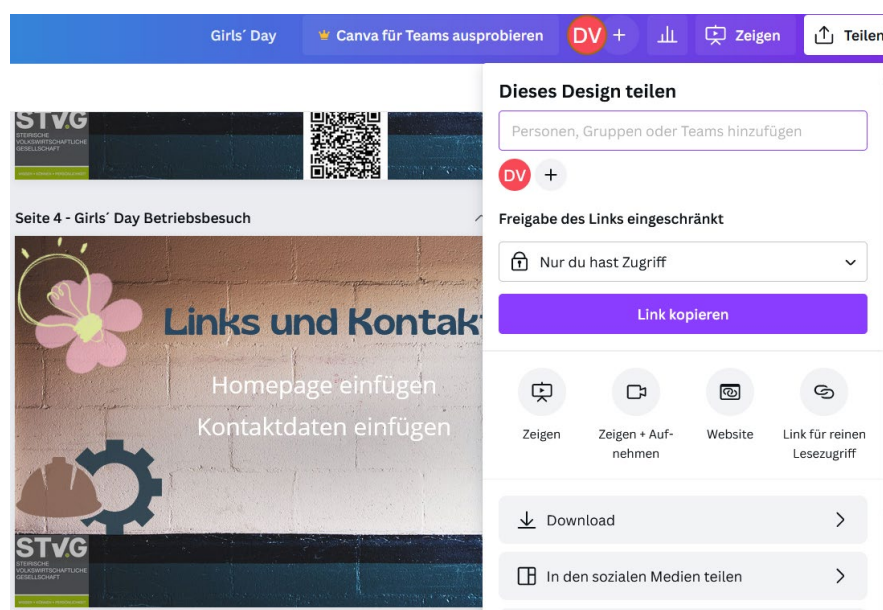 Girls´ Day
Canva für Teams ausprobieren
DV
+
Zeigen
Teilen
Dieses Design teilen
Personen, Gruppen oder Teams hinzufügen
DV
+
Freigabe des Links eingeschränkt
Nur du hast Zugriff
Link kopieren
Zeigen
Zeigen + Auf-
nehmen
Website
Link für reinen
Lesezugriff
Download
In den sozialen Medien teilen
STVG
STEIRISCHE
VOLKSWIRTSCHAFTLICHE
GESELLSCHAFT
Seite 4 - Girls´ Day Betriebsbesuch
Links und Kontak
Homepage einfügen
Kontaktdaten einfügen
STVG
STEIRISCHE
VOLKSWIRTSCHAFTLICHE
GESELLSCHAFT